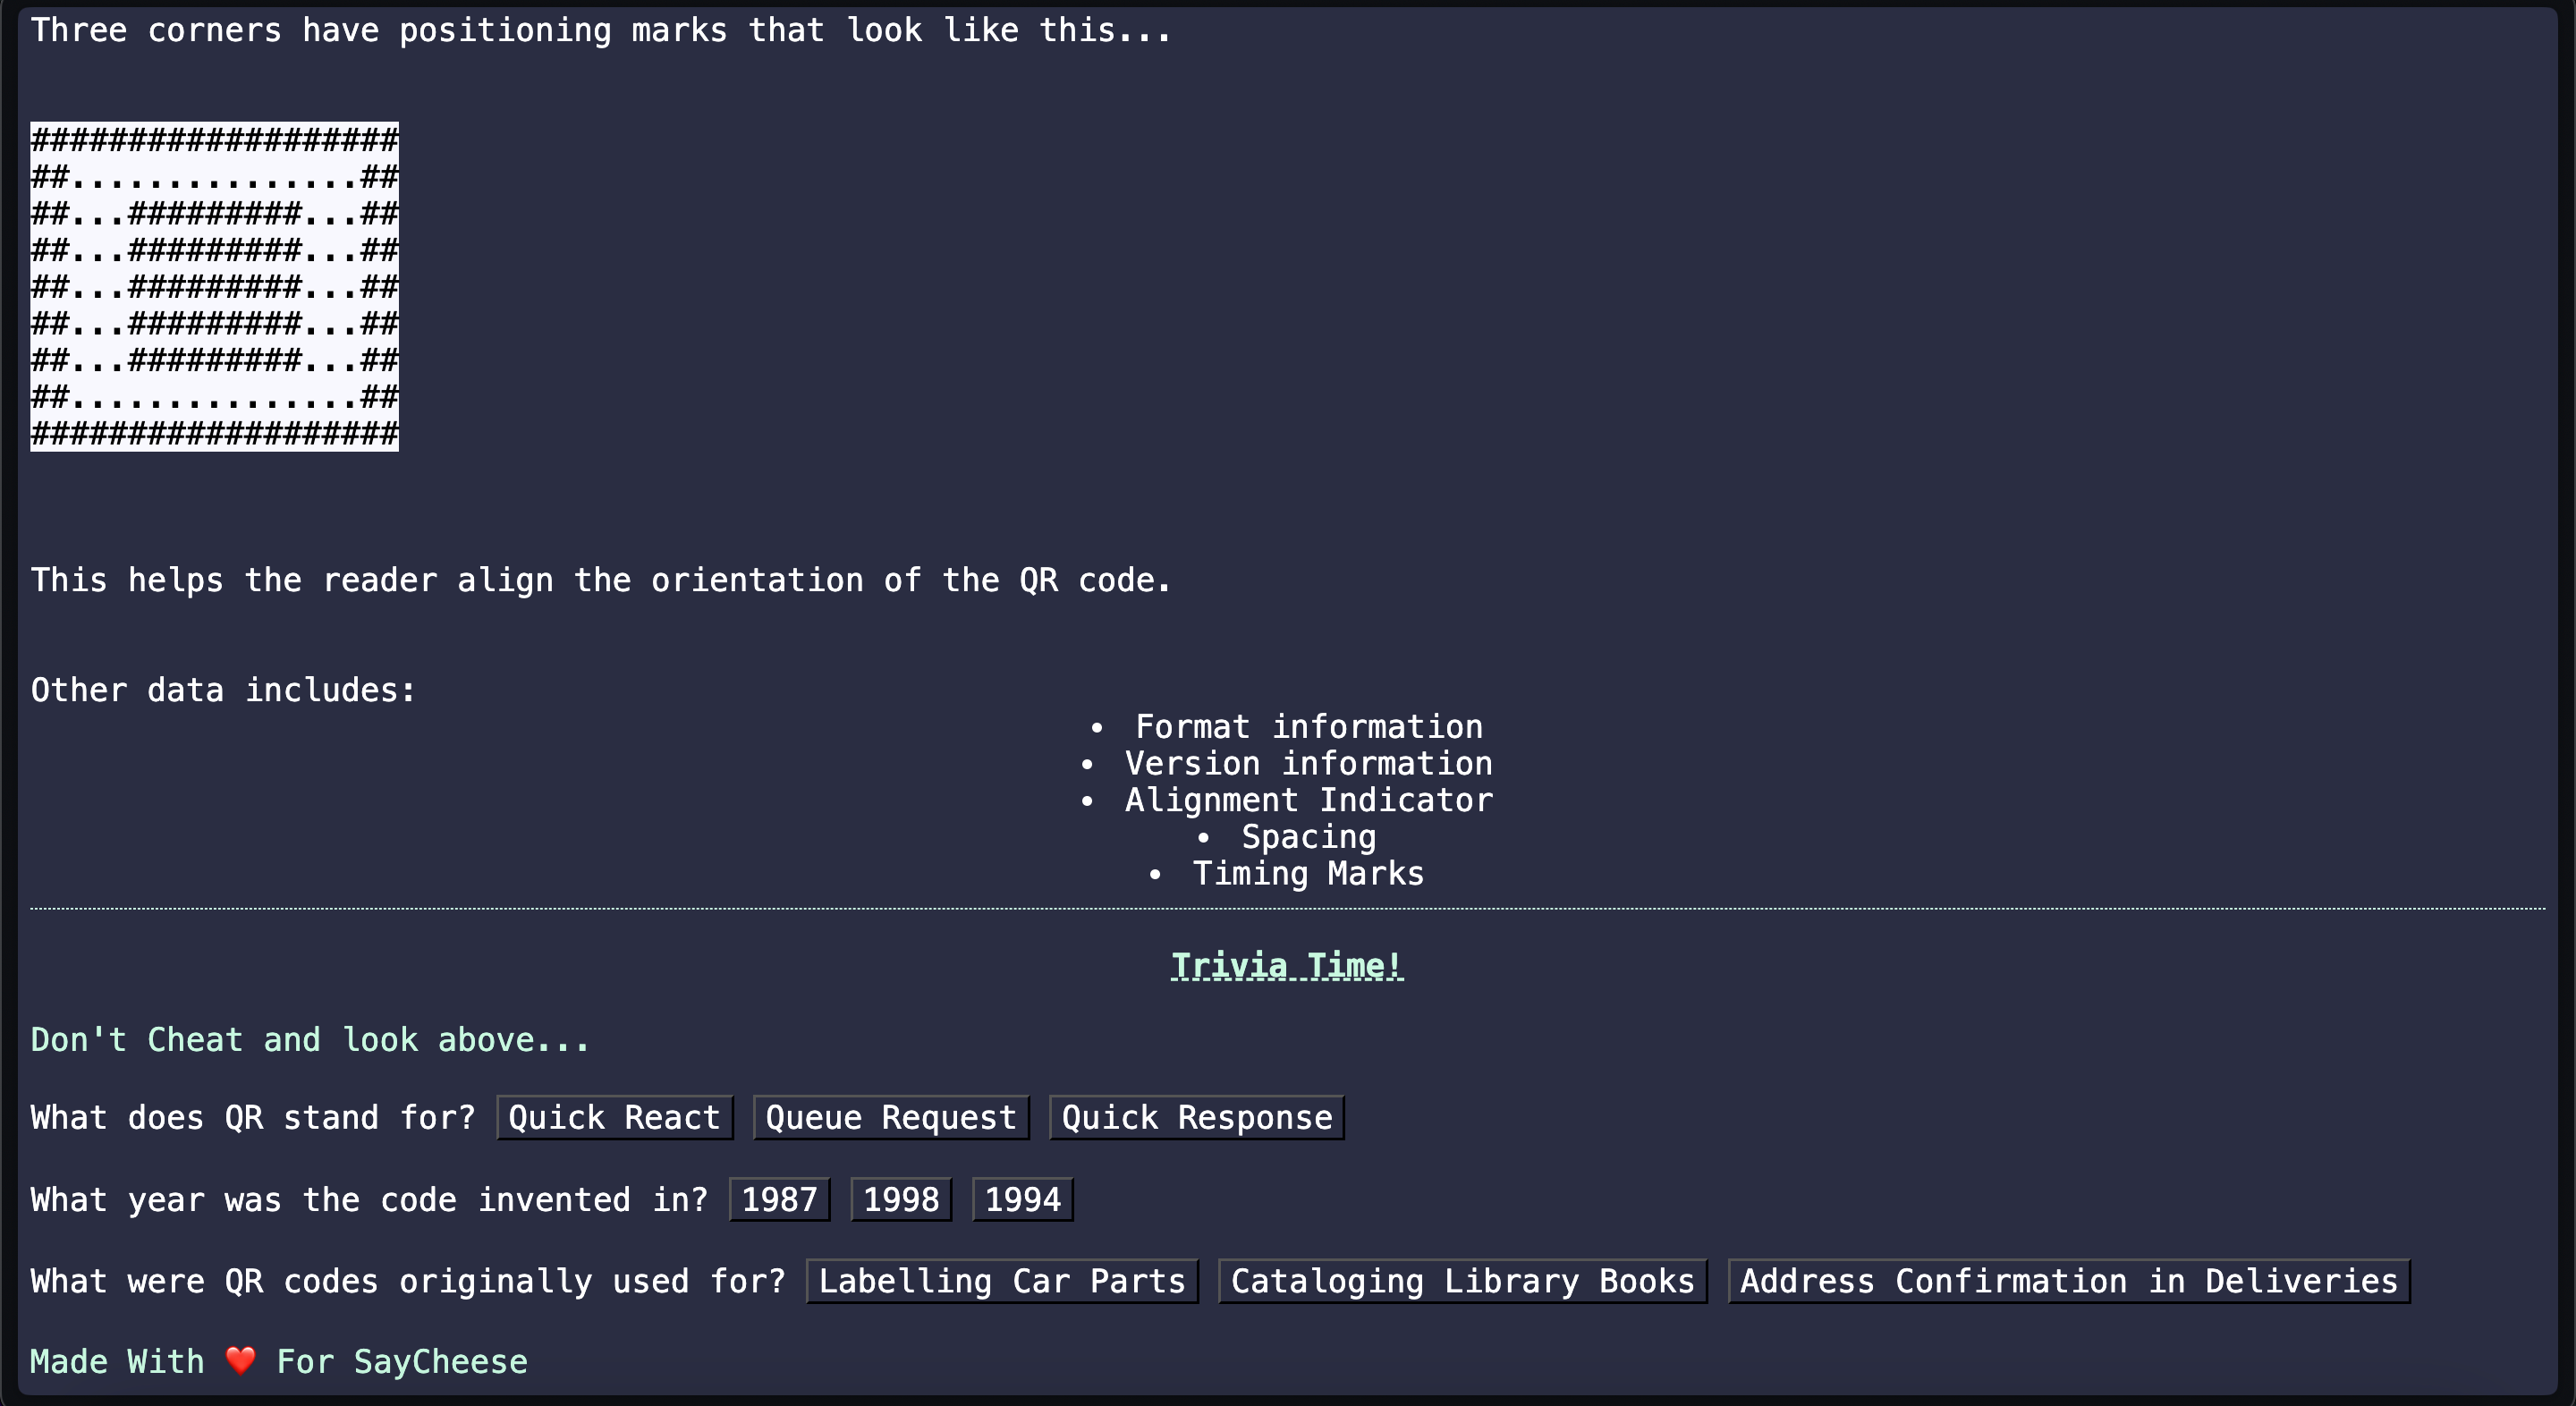 Three corners have positioning marks that look like this...
###################
##...............##
##...#########...##
##...#########...##
##...#########...##
##...#########...##
##...#########...##
##...............##
###################
This helps the reader align the orientation of the QR code.
Other data includes:
• Format information
• Version information
• Alignment Indicator
• Spacing
• Timing Marks
Trivia Time!
Don't Cheat and look above...
What does QR stand for? Quick React Queue Request Quick Response
What year was the code invented in? 1987 1998 1994
What were QR codes originally used for? Labelling Car Parts Cataloging Library Books Address Confirmation in Deliveries
Made With ❤️ For SayCheese